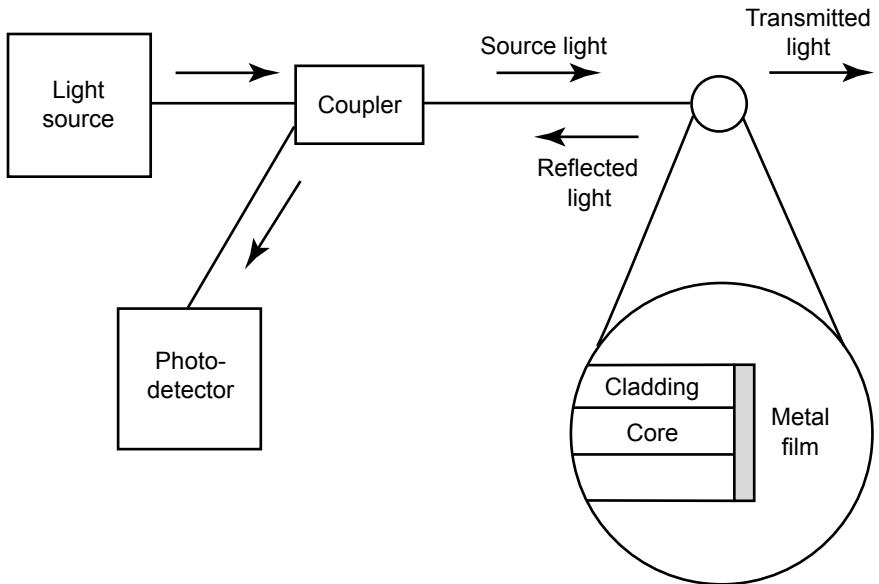 Light
source
Coupler
Source light
Transmitted
light
Reflected
light
Photo-
detector
Cladding
Core
Metal
film